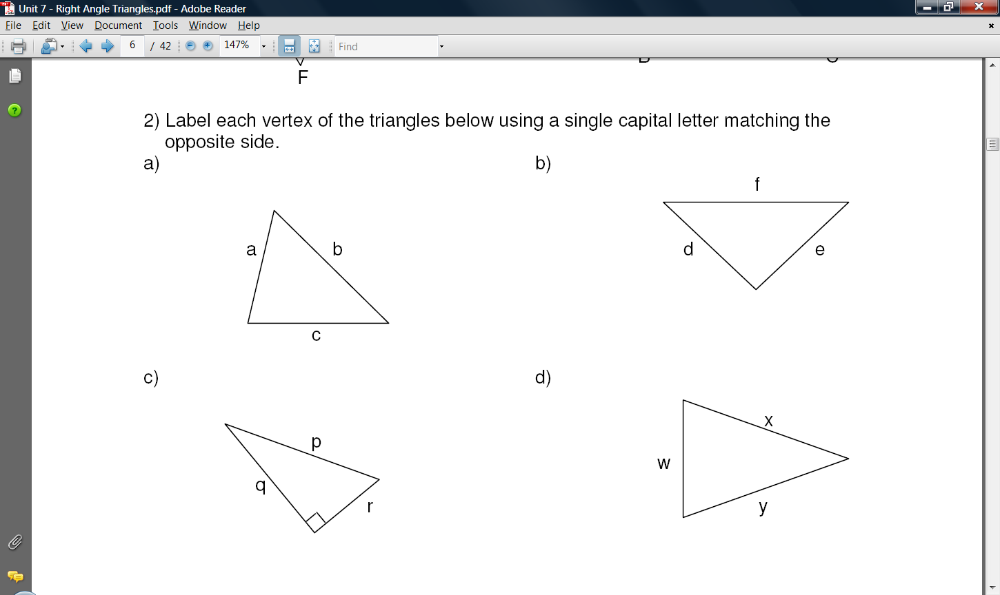 Unit 7 - Right Angle Triangles.pdf - Adobe Reader
File Edit View Document Tools Window Help
6 / 42 147% Find
F
2) Label each vertex of the triangles below using a single capital letter matching the
opposite side.
a) b)
f
a b d e
c
c) d)
x
p
w
q
r y